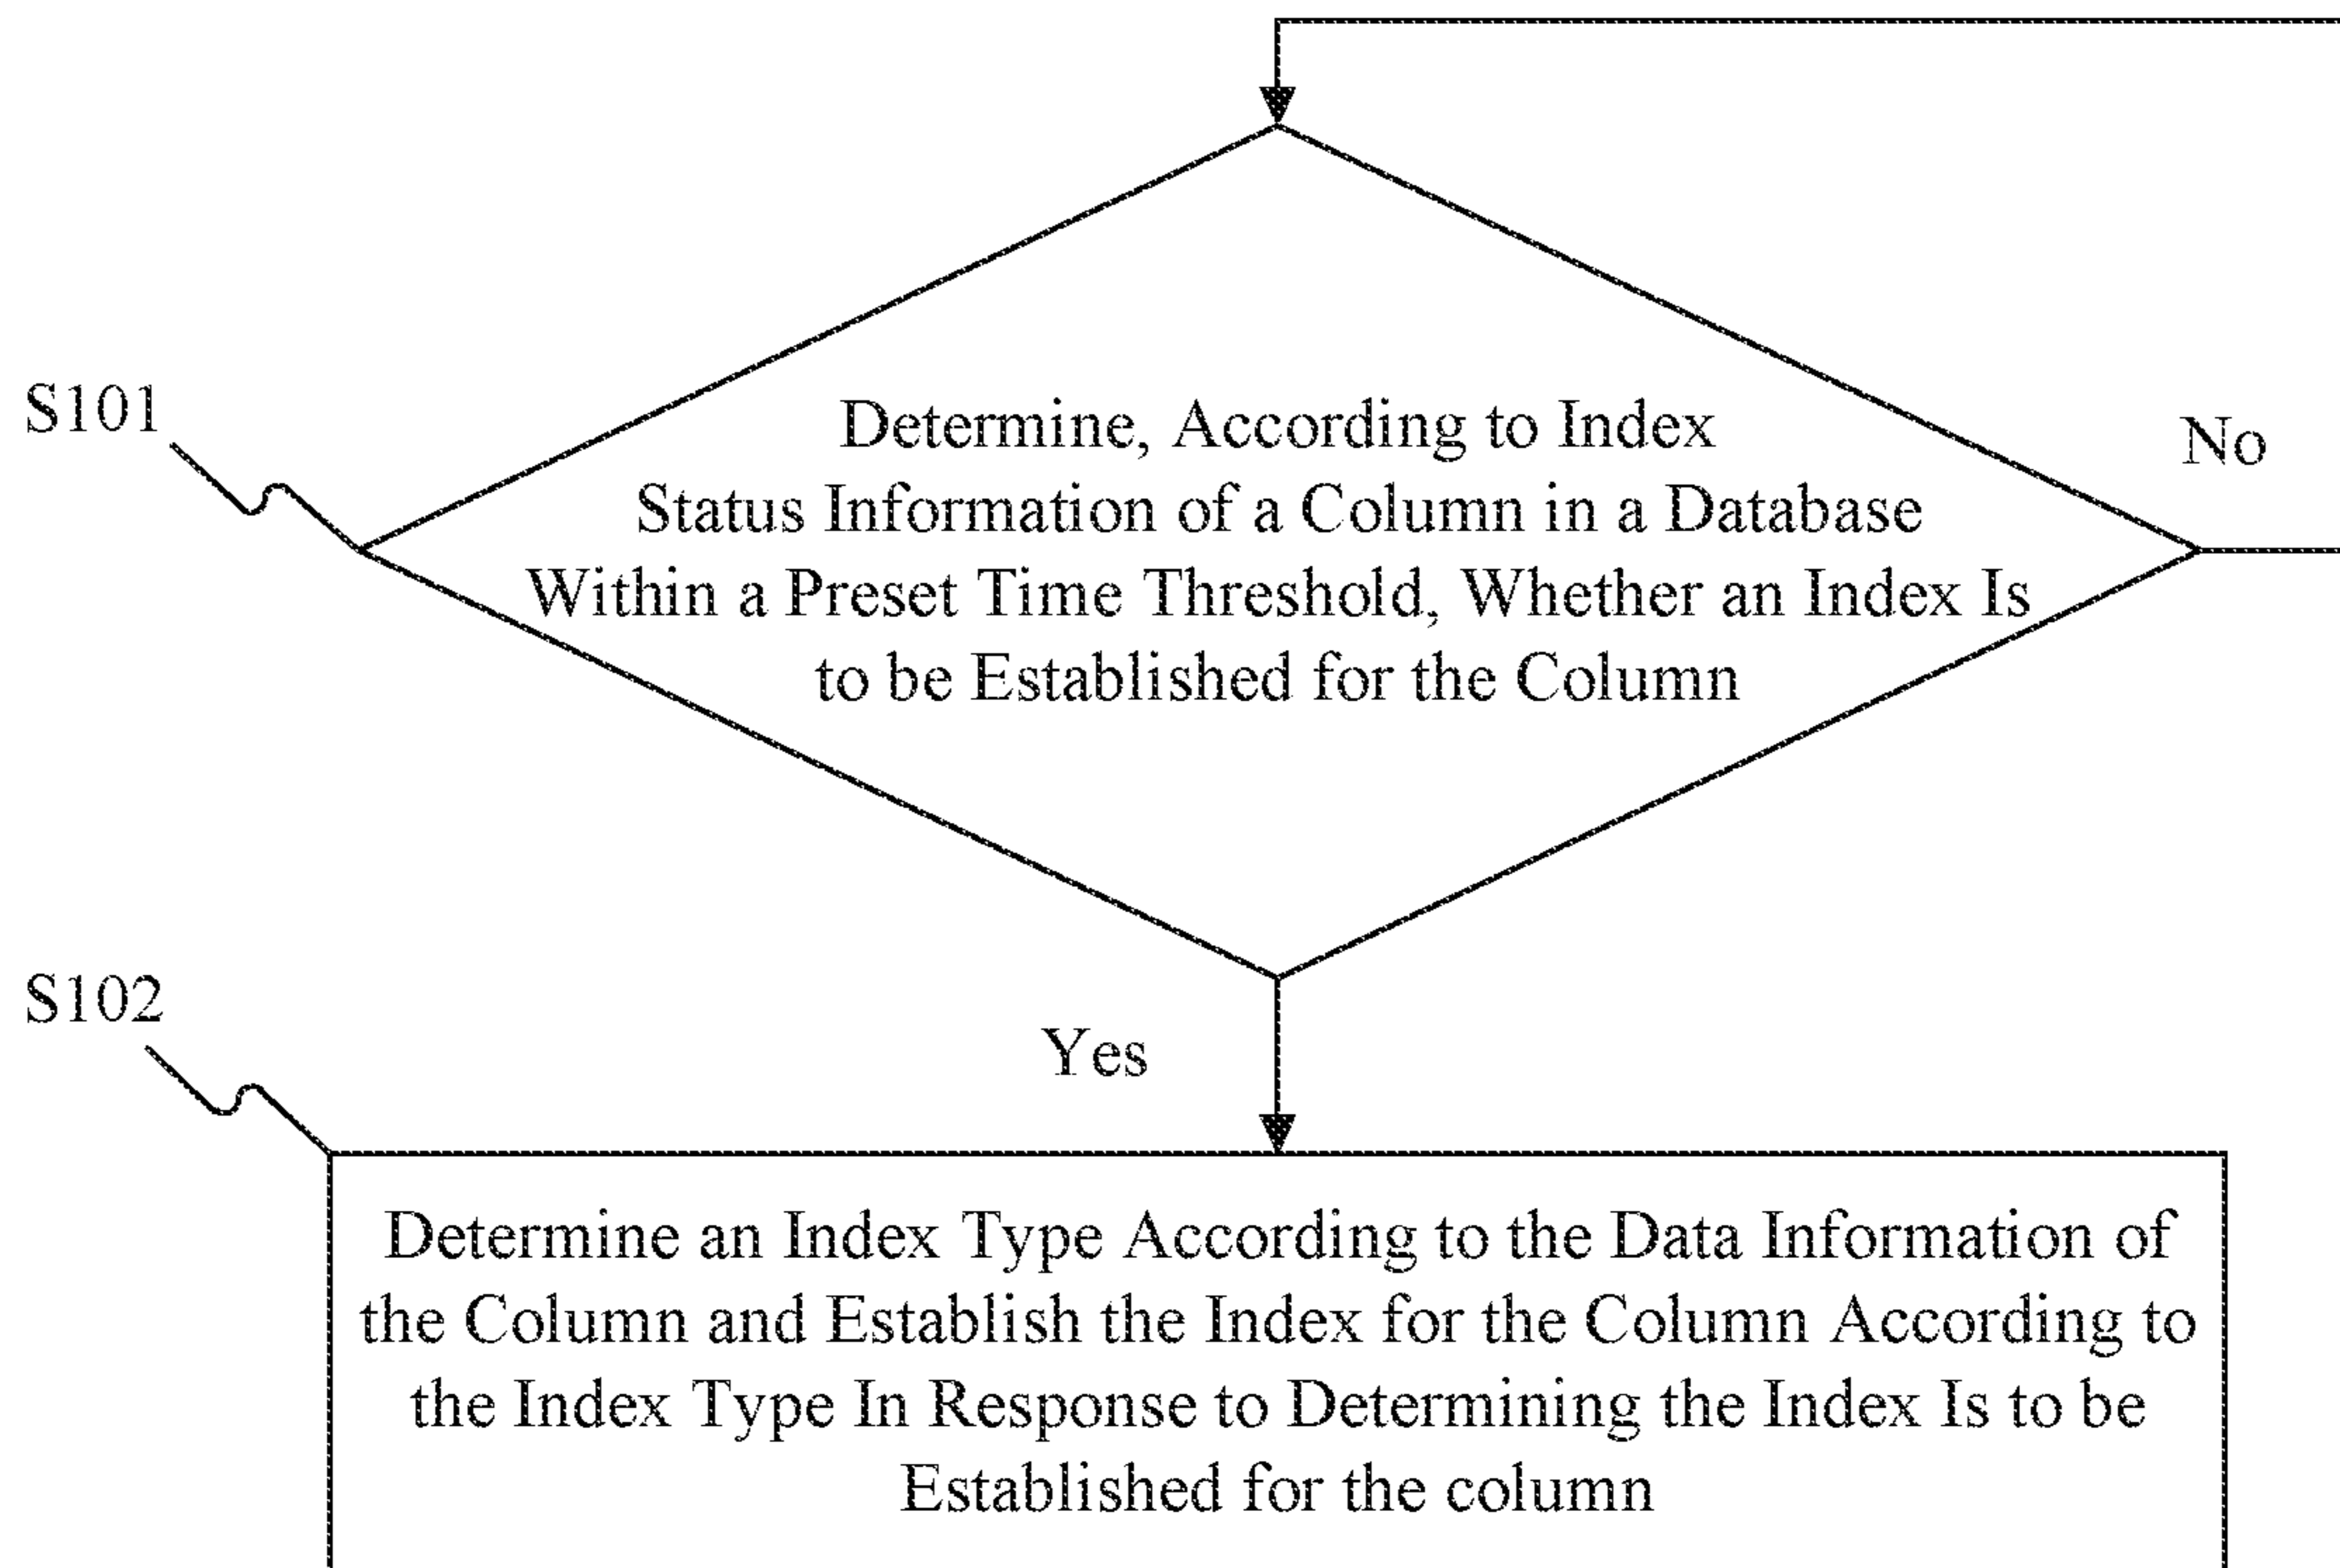 S101
Determine, According to Index
Status Information of a Column in a Database
Within a Preset Time Threshold, Whether an Index Is
to be Established for the Column
No
S102
Yes
Determine an Index Type According to the Data Information of
the Column and Establish the Index for the Column According to
the Index Type In Response to Determining the Index Is to be
Established for the column